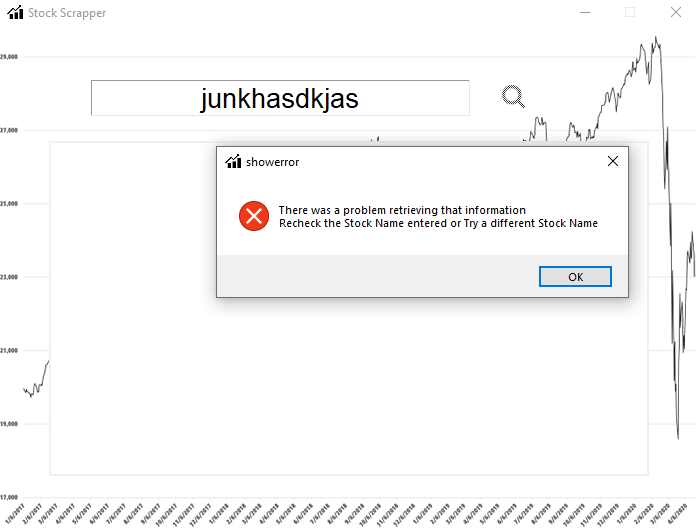 Stock Scrapper
29,000
junkhasdkjas
27,000
showerror
There was a problem retrieving that information
Recheck the Stock Name entered or Try a different Stock Name
OK
25,000
23,000
21,000
19,000
17,000
1/6/2017 2/6/2017 3/6/2017 4/6/2017 5/6/2017 6/6/2017 7/6/2017 8/6/2017 9/6/2017 10/6/2017 11/6/2017 12/6/2017 1/6/2018 2/6/2018 3/6/2018 4/6/2018 5/6/2018 6/6/2018 7/6/2018 8/6/2018 9/6/2018 10/6/2018 11/6/2018 12/6/2018 1/6/2019 2/6/2019 3/6/2019 4/6/2019 5/6/2019 6/6/2019 7/6/2019 8/6/2019 9/6/2019 10/6/2019 11/6/2019 12/6/2019 1/6/2020 2/6/2020 3/6/2020 4/6/2020